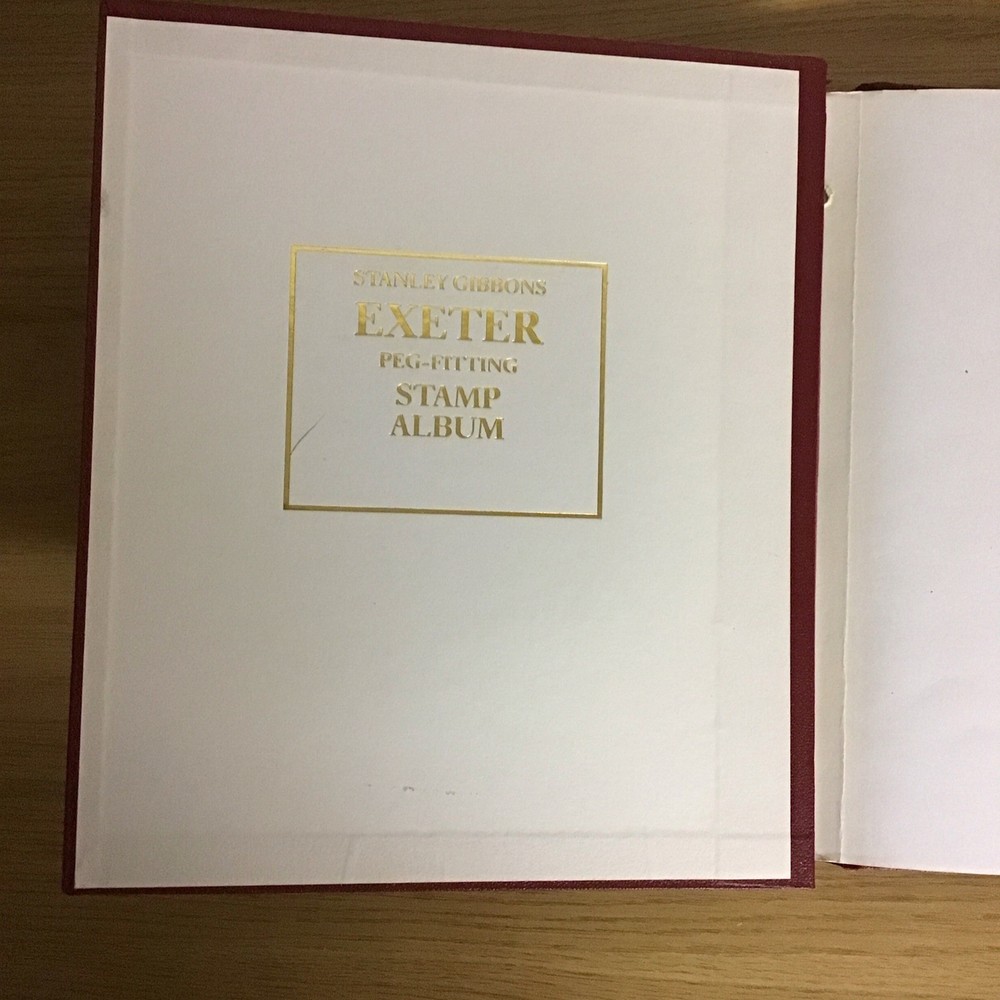 STANLEY GIBBONS
EXETER
PEG-FITTING
STAMP
ALBUM